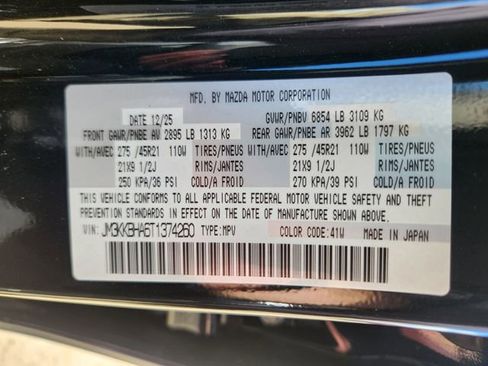 MFD. BY MAZDA MOTOR CORPORATION
DATE 12/25 GVWR/PNBV 6854 LB 3109 KG
FRONT GAWR/PNBE AV 2895 LB 1313 KG REAR GAWR/PNBE AR 3962 LB 1797 KG
WITH/AVEC 275 /45R21 110W TIRES/PNEUS WITH/AVEC 275 /45R21 110W TIRES/PNEUS
21X9 1/2J RIMS/JANTES 21X9 1/2J RIMS/JANTES
250 KPA/36 PSI COLD/A FROID 270 KPA/39 PSI COLD/A FROID
THIS VEHICLE CONFORMS TO ALL APPLICABLE FEDERAL MOTOR VEHICLE SAFETY AND THEFT
PREVENTION STANDARDS IN EFFECT ON THE DATE OF MANUFACTURE SHOWN ABOVE.
VIN: JM3KKBHA6T1374260 TYPE:MPV COLOR CODE:41W MADE IN JAPAN